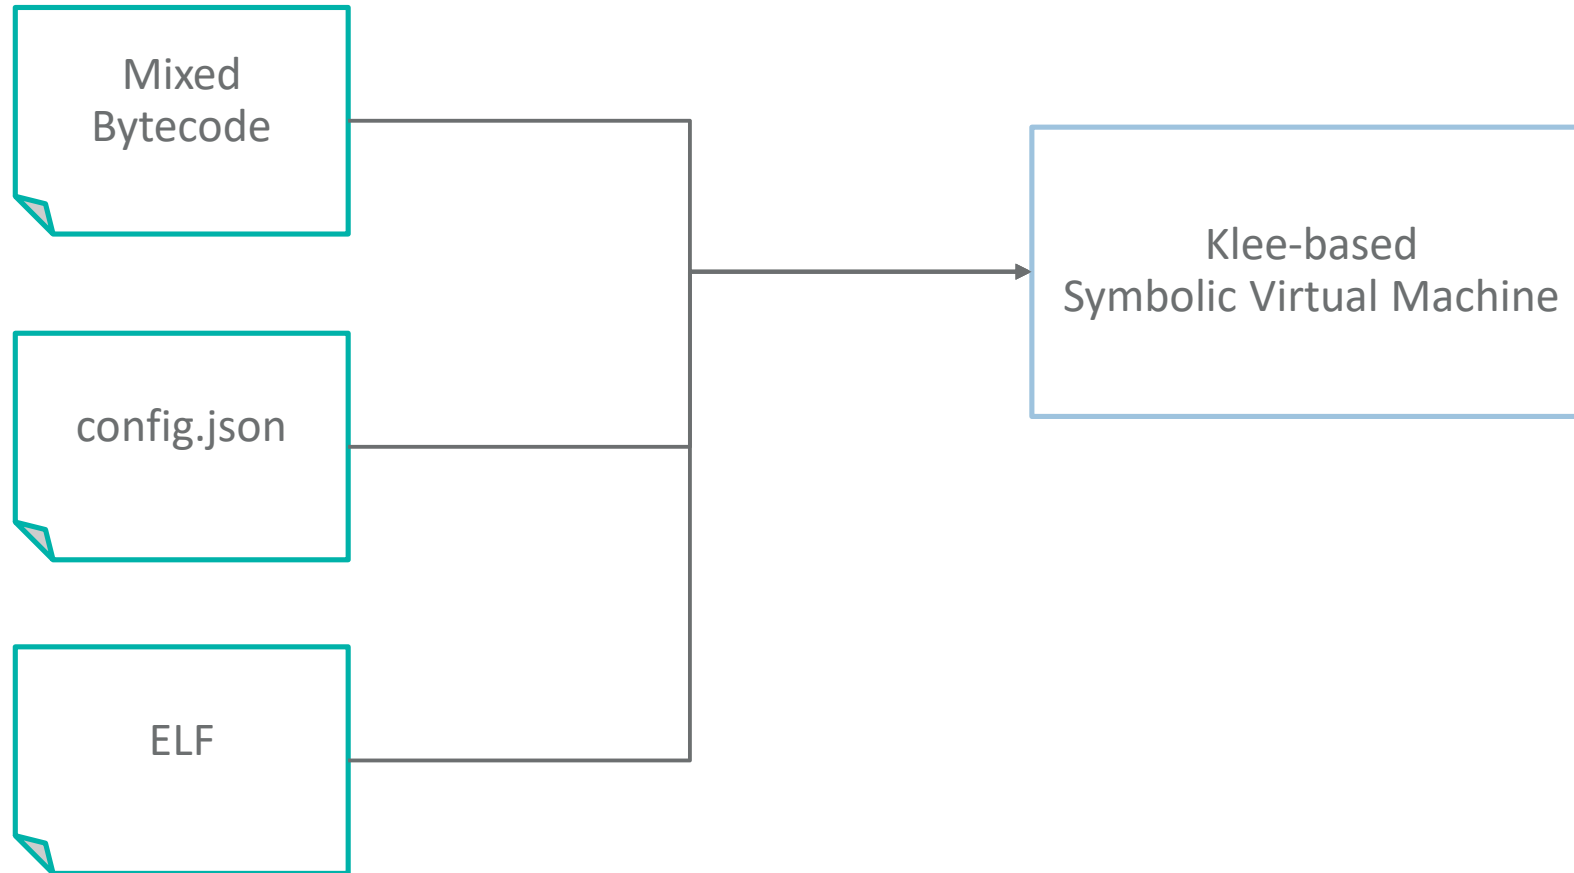 Mixed
Bytecode
Klee-based
Symbolic Virtual Machine
config.json
ELF